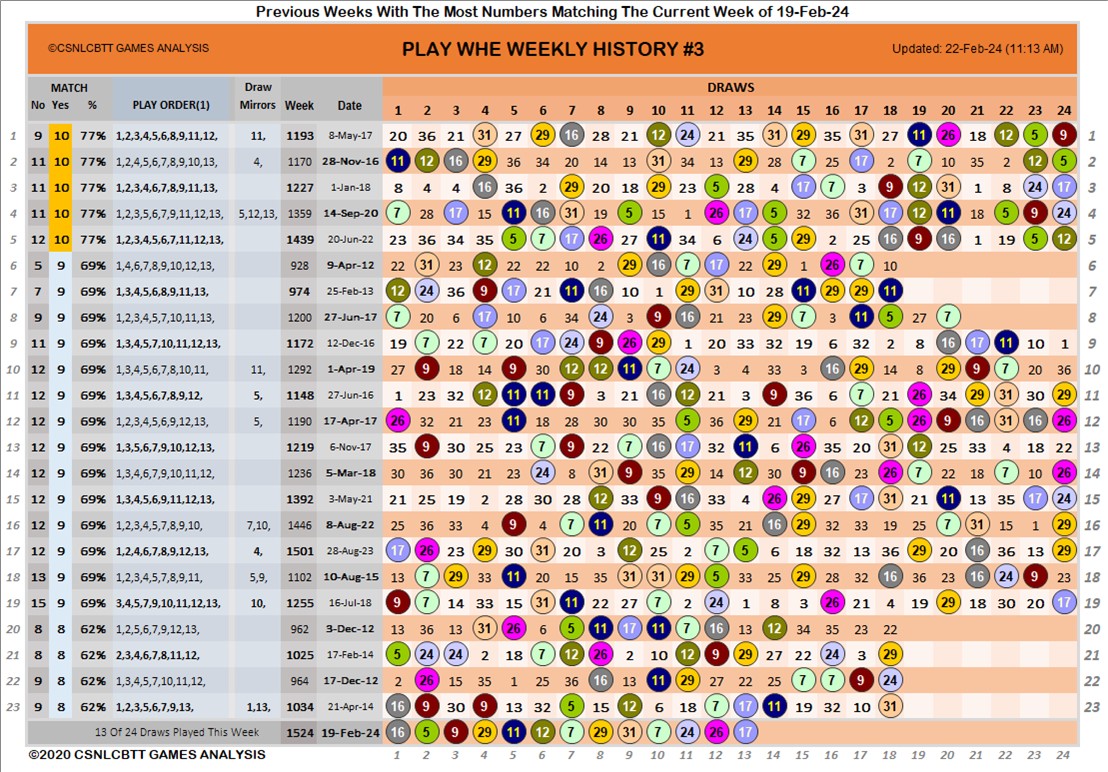 Previous Weeks With The Most Numbers Matching The Current Week of 19-Feb-24
©CSNLCBTT GAMES ANALYSIS PLAY WHE WEEKLY HISTORY #3 Updated: 22-Feb-24 (11:13 AM)
MATCH Draw DRAWS
No Yes % PLAY ORDER(1) Mirrors Week Date 1 2 3 4 5 6 7 8 9 10 11 12 13 14 15 16 17 18 19 20 21 22 23 24
1 9 10 77% 1,2,3,4,5,6,8,9,11,12, 11, 1193 8-May-17 20 36 21 31 27 29 16 28 21 12 24 21 35 31 29 35 31 27 11 26 18 12 5 9 1
2 11 10 77% 1,2,4,5,6,7,8,9,10,13, 4, 1170 28-Nov-16 11 12 16 29 36 34 20 14 13 31 34 13 29 28 7 25 17 2 7 10 35 2 12 5 2
3 11 10 77% 1,2,3,4,6,7,8,9,11,13, 1227 1-Jan-18 8 4 4 16 36 2 29 20 18 29 23 5 28 4 17 7 3 9 12 31 1 8 24 17 3
4 11 10 77% 1,2,3,5,6,7,9,11,12,13, 5,12,13, 1359 14-Sep-20 7 28 17 15 11 16 31 19 5 15 1 26 17 5 32 36 31 17 12 11 18 5 9 24 4
5 12 10 77% 1,2,3,4,5,6,7,11,12,13, 1439 20-Jun-22 23 36 34 35 5 7 17 26 27 11 34 6 24 5 29 2 25 16 9 16 1 19 5 12 5
6 5 9 69% 1,4,6,7,8,9,10,12,13, 928 9-Apr-12 22 31 23 12 22 22 10 2 29 16 7 17 22 29 1 26 7 10 6
7 7 9 69% 1,3,4,5,6,8,9,11,13, 974 25-Feb-13 12 24 36 9 17 21 11 16 10 1 29 31 10 28 11 29 29 11 7
8 9 9 69% 1,2,3,4,5,7,10,11,13, 1200 27-Jun-17 7 20 6 17 10 6 34 24 3 9 16 21 23 29 7 3 11 5 27 7 8
9 11 9 69% 1,3,4,5,7,10,11,12,13, 1172 12-Dec-16 19 7 22 7 20 17 24 9 26 29 1 20 33 32 19 6 32 2 8 16 17 11 10 1 9
10 12 9 69% 1,3,4,5,6,7,8,10,11, 11, 1292 1-Apr-19 27 9 18 14 9 30 12 12 11 7 24 3 4 33 3 16 29 14 8 29 9 7 20 36 10
11 12 9 69% 1,3,4,5,6,7,8,9,12, 5, 1148 27-Jun-16 1 23 32 12 11 11 9 3 21 16 12 21 3 9 36 6 7 21 26 34 29 31 30 29 11
12 12 9 69% 1,2,3,4,5,6,9,12,13, 5, 1190 17-Apr-17 26 32 21 23 11 18 28 30 30 35 5 36 29 21 17 6 12 5 26 9 16 31 16 26 12
13 12 9 69% 1,3,5,6,7,9,10,12,13, 1219 6-Nov-17 35 9 30 25 23 7 9 22 7 16 17 32 11 6 26 35 18 31 12 25 33 4 18 22 13
14 12 9 69% 1,3,4,6,7,9,10,11,12, 1236 5-Mar-18 30 36 30 21 23 24 8 31 9 35 29 14 12 30 9 16 23 26 7 22 18 7 10 26 14
15 12 9 69% 1,3,4,5,6,9,11,12,13, 1392 3-May-21 21 25 19 2 28 30 28 12 33 9 16 33 4 26 29 27 17 31 21 11 13 35 17 24 15
16 12 9 69% 1,2,3,4,5,7,8,9,10, 7,10, 1446 8-Aug-22 25 36 33 4 9 4 7 11 20 7 5 35 21 16 29 32 33 19 25 7 31 15 1 29 16
17 12 9 69% 1,2,4,6,7,8,9,12,13, 4, 1501 28-Aug-23 17 26 23 29 30 31 20 3 12 25 2 7 5 6 18 32 13 36 29 20 16 36 13 29 17
18 13 9 69% 1,2,3,4,5,7,8,9,11, 5,9, 1102 10-Aug-15 13 7 29 33 11 20 15 35 31 31 29 5 33 25 29 28 32 16 36 23 16 24 9 23 18
19 15 9 69% 3,4,5,7,9,10,11,12,13, 10, 1255 16-Jul-18 9 7 14 33 15 31 11 22 27 7 2 24 1 8 3 26 21 4 19 29 18 30 20 17 19
20 8 8 62% 1,2,5,6,7,9,12,13, 962 3-Dec-12 13 36 13 31 26 6 5 11 17 11 7 16 13 12 34 35 23 22 20
21 8 8 62% 2,3,4,6,7,8,11,12, 1025 17-Feb-14 5 24 24 2 18 7 12 26 2 10 12 9 29 27 22 24 3 29 21
22 9 8 62% 1,3,4,5,7,10,11,12, 964 17-Dec-12 2 26 15 35 1 25 36 16 13 11 29 27 22 25 7 7 9 24 22
23 9 8 62% 1,2,3,5,6,7,9,13, 1,13, 1034 21-Apr-14 16 9 30 9 13 32 5 15 12 6 18 7 17 11 19 32 10 31 23
13 Of 24 Draws Played This Week 1524 19-Feb-24 16 5 9 29 11 12 7 29 31 7 24 26 17
©2020 CSNLCBTT GAMES ANALYSIS 1 2 3 4 5 6 7 8 9 10 11 12 13 14 15 16 17 18 19 20 21 22 23 24